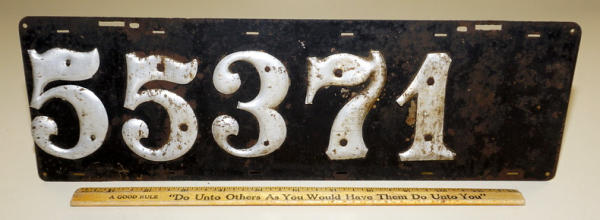 55371
A GOOD RULE "Do Unto Others As You Would Have Them Do Unto You"